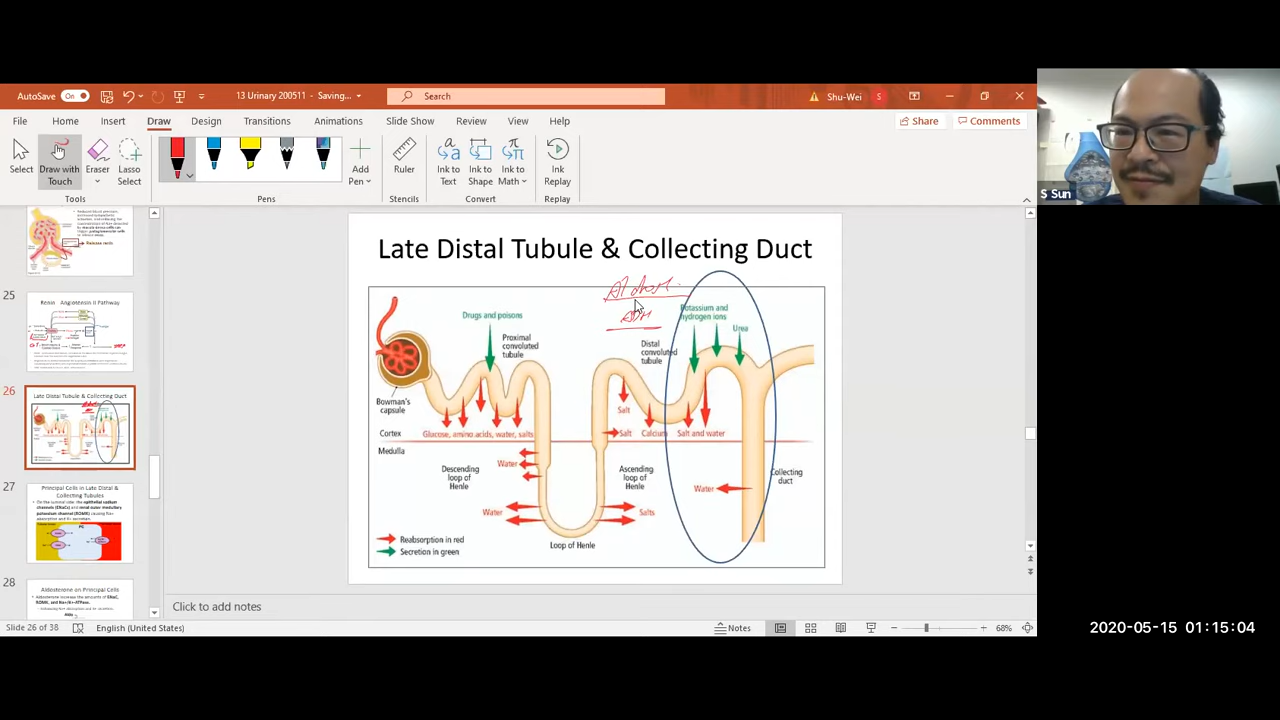 AutoSave On 13 Urinary 200511 - Saving... Search Shu-Wei S
File Home Insert Draw Design Transitions Animations Slide Show Review View Help Share Comments
Select Draw with Touch Eraser Lasso Select Add Pen Ruler Ink to Text Ink to Shape Ink to Math Ink Replay
Tools Pens Stencils Convert Replay
S Sun
Release renin
25
Renin Angiotensin II Pathway
26
Late Distal Tubule & Collecting Duct
27
Principal Cells in Late Distal & Collecting Tubules
28
Aldosterone on Principal Cells
Late Distal Tubule & Collecting Duct
ADH
Drugs and poisons
Potassium and hydrogen ions
Urea
Proximal convoluted tubule
Distal convoluted tubule
Bowman's capsule
Salt
Cortex
Glucose, amino acids, water, salts
Salt
Calcium
Salt and water
Medulla
Water
Descending loop of Henle
Ascending loop of Henle
Collecting duct
Water
Water
Salts
Reabsorption in red
Secretion in green
Loop of Henle
Click to add notes
Slide 26 of 38 English (United States) Notes 68%
2020-05-15 01:15:04